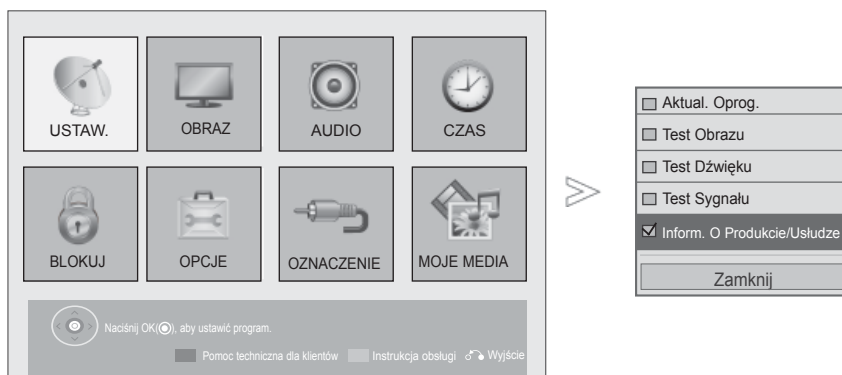 USTAW.
OBRAZ
AUDIO
CZAS
BLOKUJ
OPCJE
OZNACZENIE
MOJE MEDIA
Naciśnij OK(◉), aby ustawić program.
Pomoc techniczna dla klientów Instrukcja obsługi Wyjście
Aktual. Oprog.
Test Obrazu
Test Dźwięku
Test Sygnału
Inform. O Produkcie/Usłudze
Zamknij